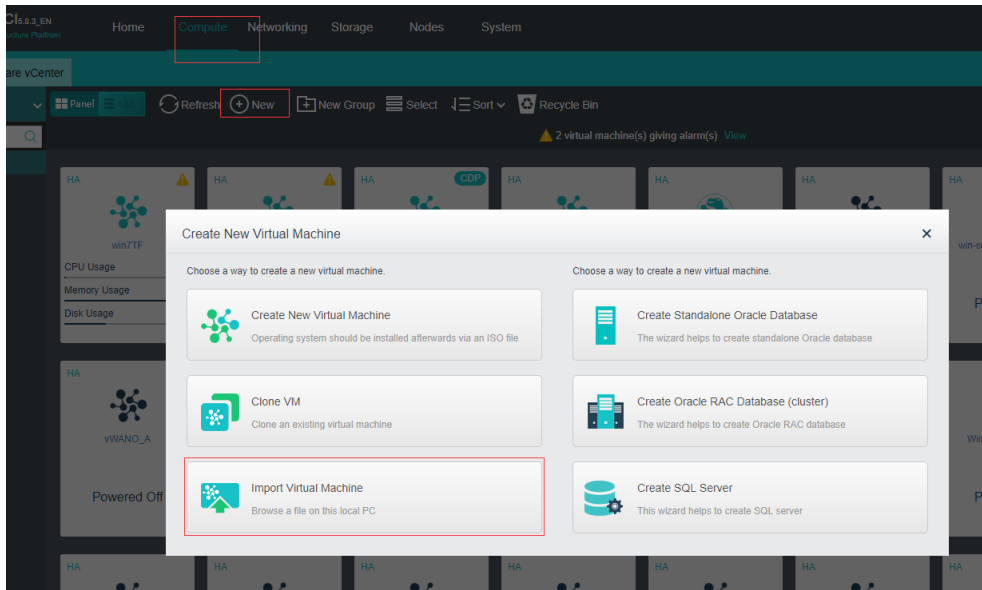 CI5.8.3_EN
ucture Platfrom
Home
Compute
Networking
Storage
Nodes
System
are vCenter
Panel
List
Refresh
New
New Group
Select
Sort
Recycle Bin
2 virtual machine(s) giving alarm(s) View
HA
HA
HA
CDP
HA
HA
HA
HA
win7TF
win-s
CPU Usage
Memory Usage
Disk Usage
P
Create New Virtual Machine
Choose a way to create a new virtual machine.
Choose a way to create a new virtual machine.
Create New Virtual Machine
Operating system should be installed afterwards via an ISO file
Create Standalone Oracle Database
The wizard helps to create standalone Oracle database
Clone VM
Clone an existing virtual machine
Create Oracle RAC Database (cluster)
The wizard helps to create Oracle RAC database
Import Virtual Machine
Browse a file on this local PC
Create SQL Server
This wizard helps to create SQL server
HA
vWANO_A
Win
Powered Off
P
HA
HA
HA
HA
HA
HA
HA